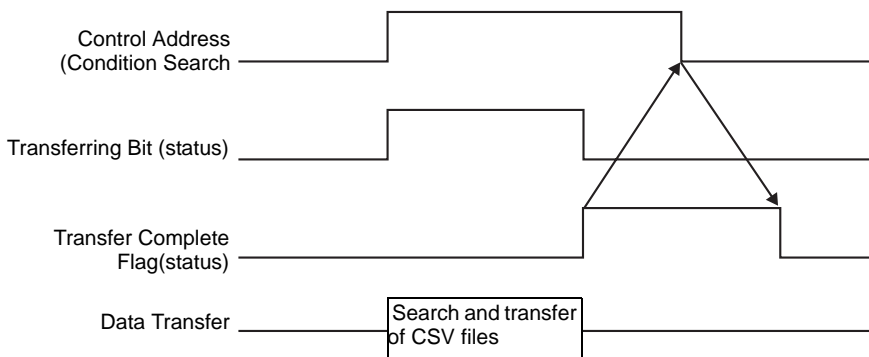 Control Address
(Condition Search
Transferring Bit (status)
Transfer Complete
Flag(status)
Data Transfer
Search and transfer
of CSV files